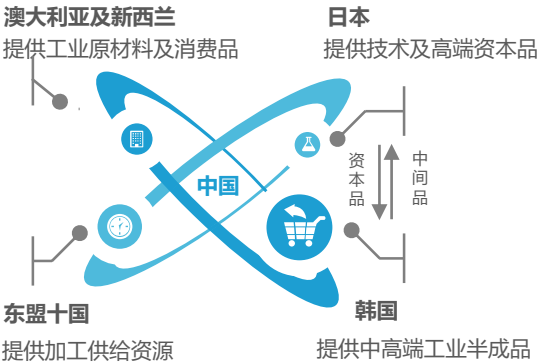 澳大利亚及新西兰
提供工业原材料及消费品
日本
提供技术及高端资本品
中国
资本品
中间品
东盟十国
提供加工供给资源
韩国
提供中高端工业半成品